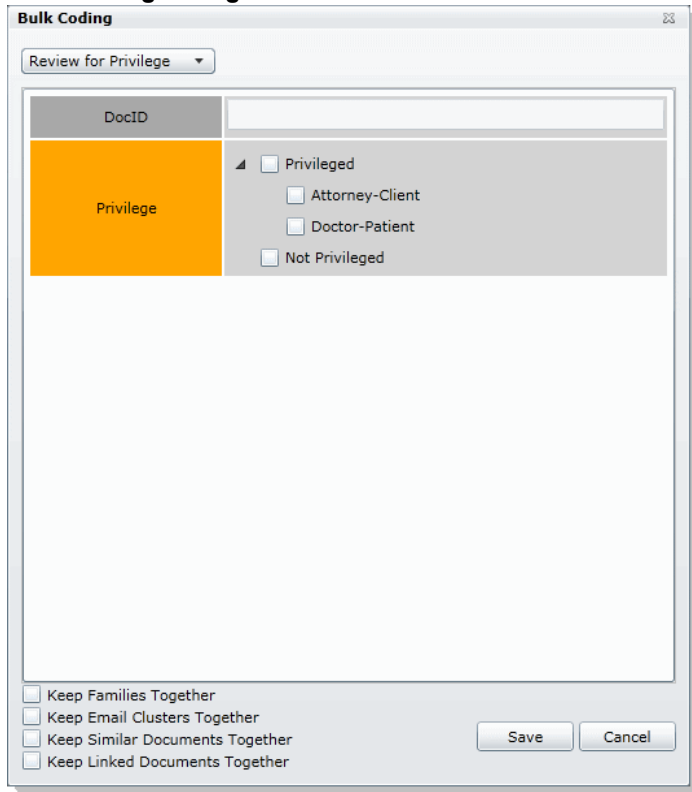 Bulk Coding
Review for Privilege
DocID
Privilege
Privileged
Attorney-Client
Doctor-Patient
Not Privileged
Keep Families Together
Keep Email Clusters Together
Keep Similar Documents Together
Save Cancel
Keep Linked Documents Together